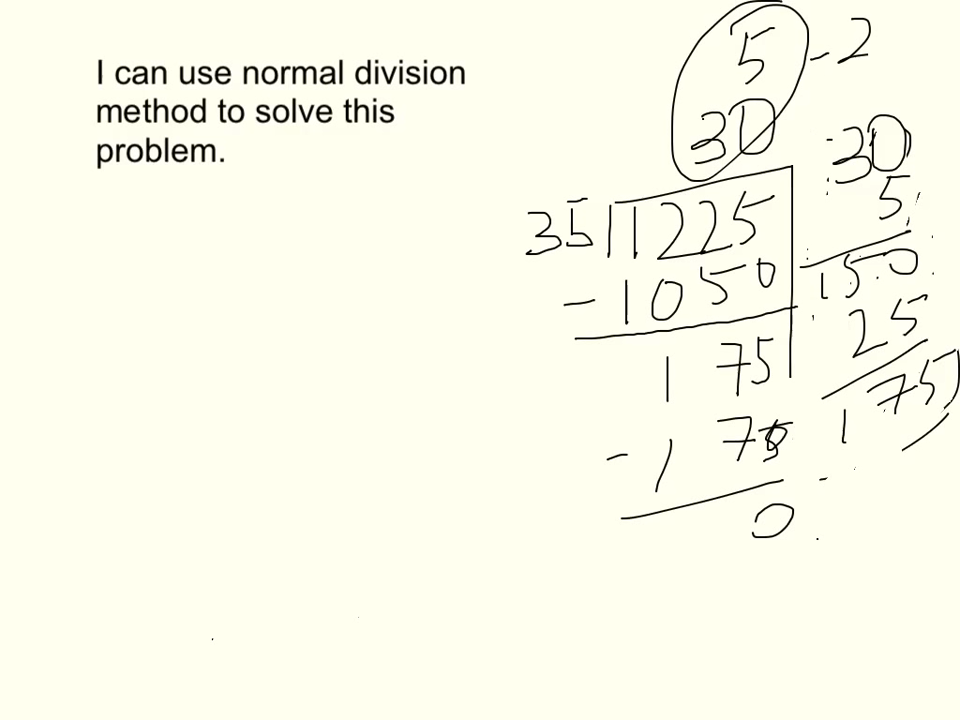 I can use normal division
method to solve this
problem.
5 - 2
30
35 1225
- 1050
175
- 175
0
30
5
150
25
175